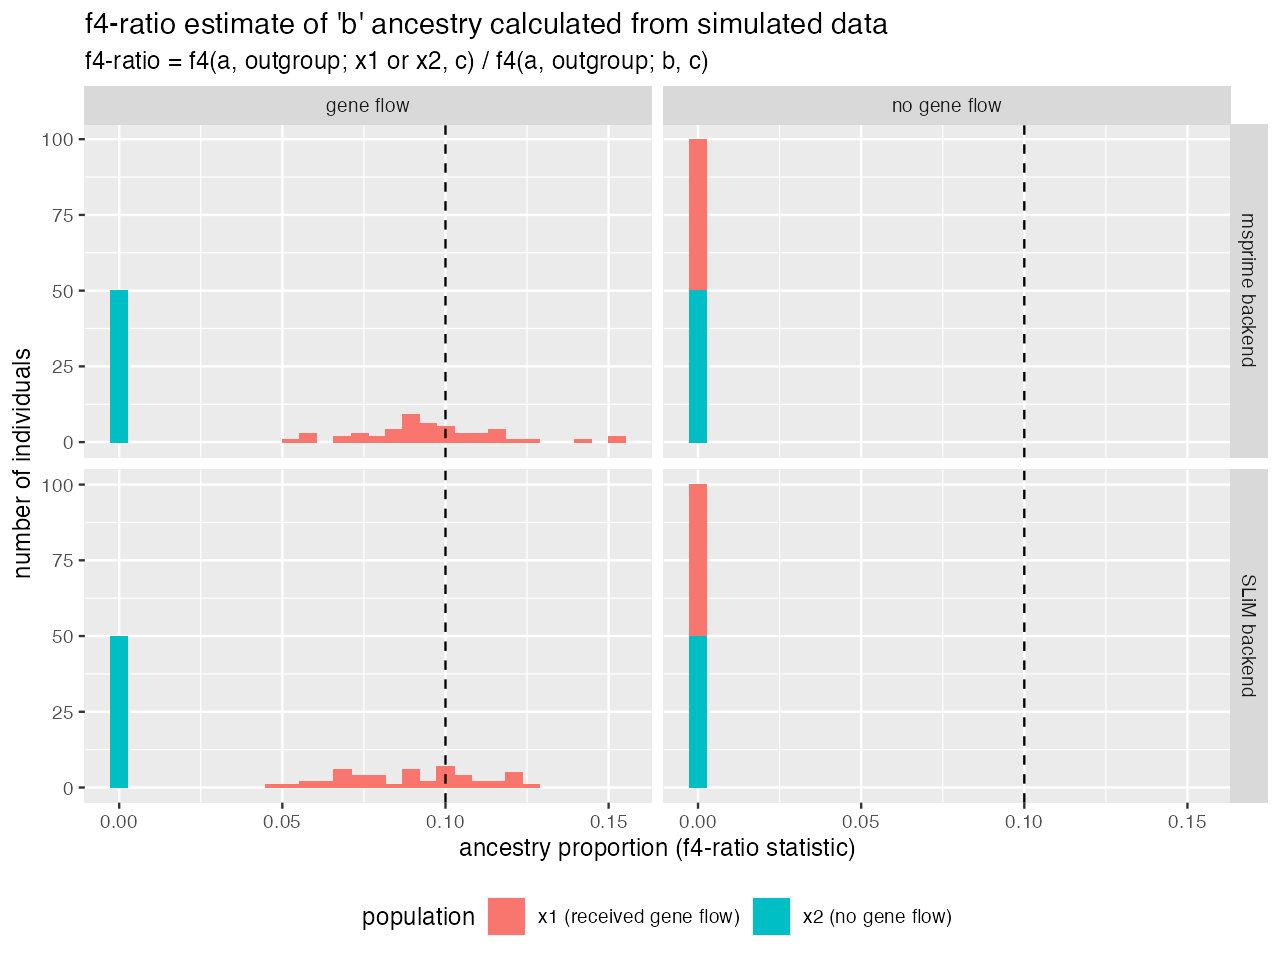 f4-ratio estimate of 'b' ancestry calculated from simulated data
f4-ratio = f4(a, outgroup; x1 or x2, c) / f4(a, outgroup; b, c)
gene flow
no gene flow
100
75
50
25
0
msprime backend
number of individuals
100
75
50
25
0
SLiM backend
0.00 0.05 0.10 0.15
0.00 0.05 0.10 0.15
ancestry proportion (f4-ratio statistic)
population x1 (received gene flow) x2 (no gene flow)